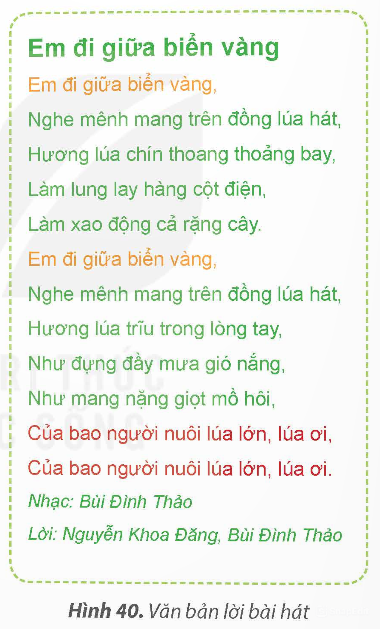 Em đi giữa biển vàng
Em đi giữa biển vàng,
Nghe mênh mang trên đồng lúa hát,
Hương lúa chín thoang thoảng bay,
Làm lung lay hàng cột điện,
Làm xao động cả rặng cây.
Em đi giữa biển vàng,
Nghe mênh mang trên đồng lúa hát,
Hương lúa trĩu trong lòng tay,
Như đựng đầy mưa gió nắng,
Như mang nặng giọt mồ hôi,
Của bao người nuôi lúa lớn, lúa ơi,
Của bao người nuôi lúa lớn, lúa ơi.
Nhạc: Bùi Đình Thảo
Lời: Nguyễn Khoa Đăng, Bùi Đình Thảo
Hình 40. Văn bản lời bài hát